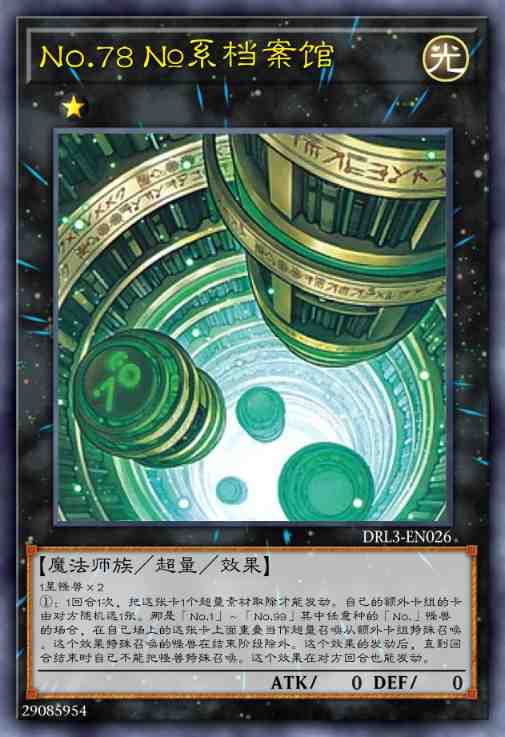 No.78 №系档案馆
光
78
DRL3-EN026
【魔法师族／超量／效果】
1星怪兽×2
①：1回合1次，把这张卡1个超量素材取除才能发动。自己的额外卡组的卡
由对方随机选1张。那是「No.1」~「No.99」其中任意种的「No.」怪兽
的场合，在自己场上的这张卡上面重叠当作超量召唤从额外卡组特殊召唤
。这个效果特殊召唤的怪兽在结束阶段除外。这个效果的发动后，直到回
合结束时自己不能把怪兽特殊召唤。这个效果在对方回合也能发动。
ATK/ 0 DEF/ 0
29085954